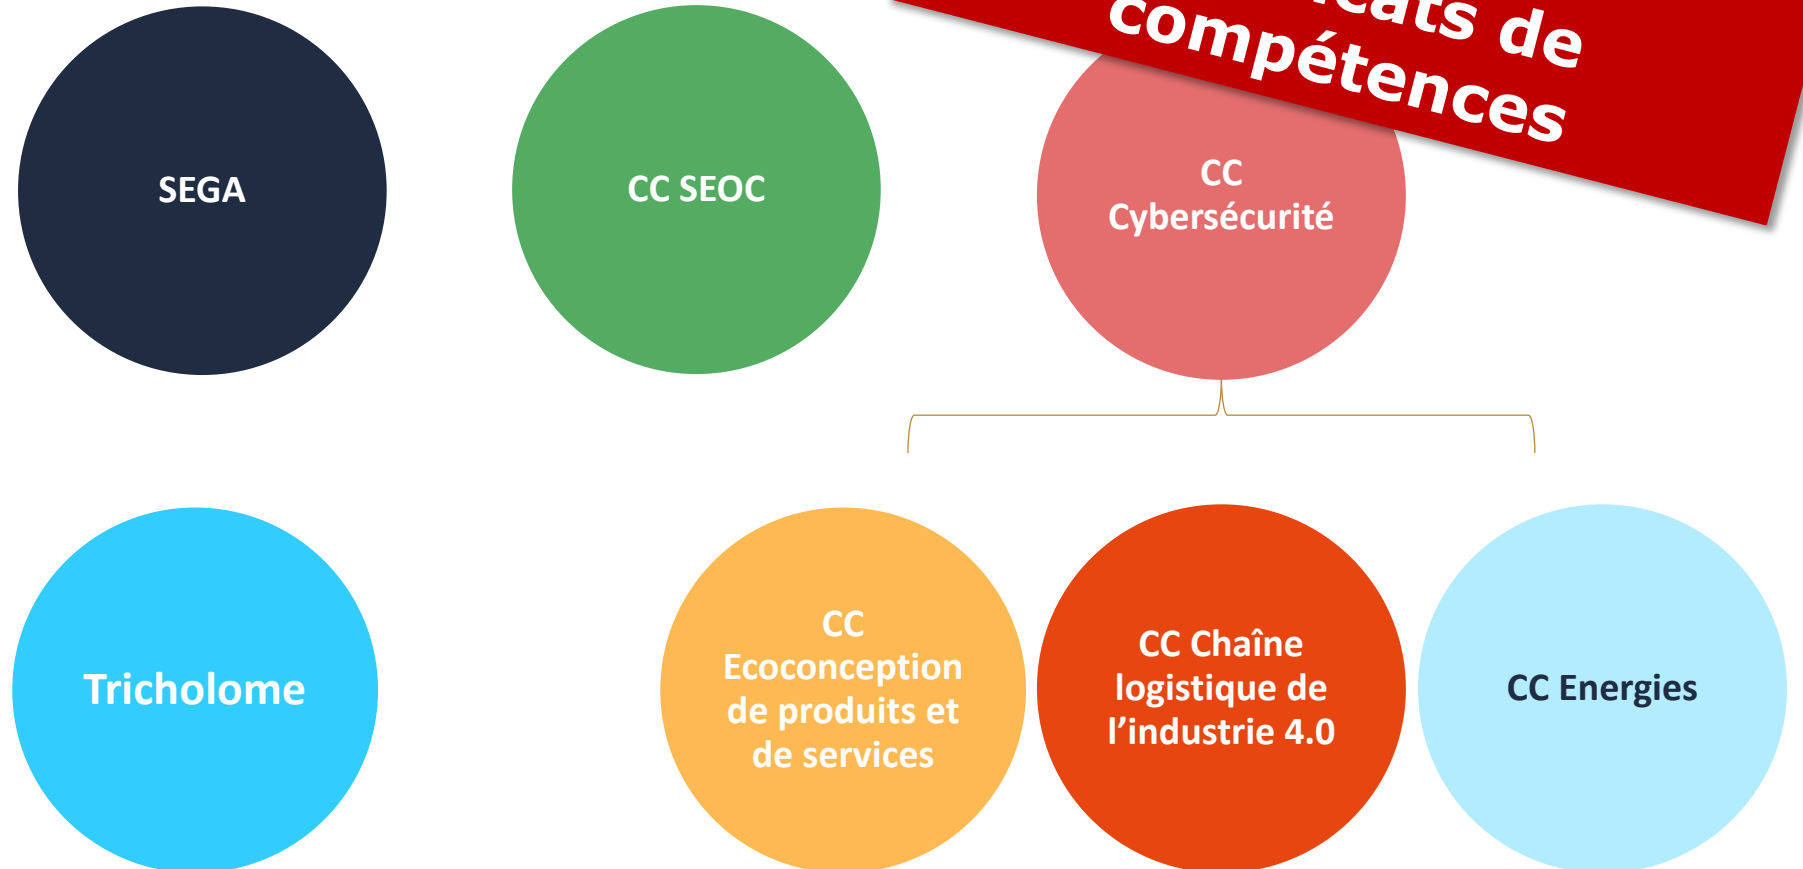 de
compétences
SEGA
CC SEOC
CC
Cybersécurité
Tricholome
CC
Ecoconception
de produits et
de services
CC Chaîne
logistique de
l’industrie 4.0
CC Energies